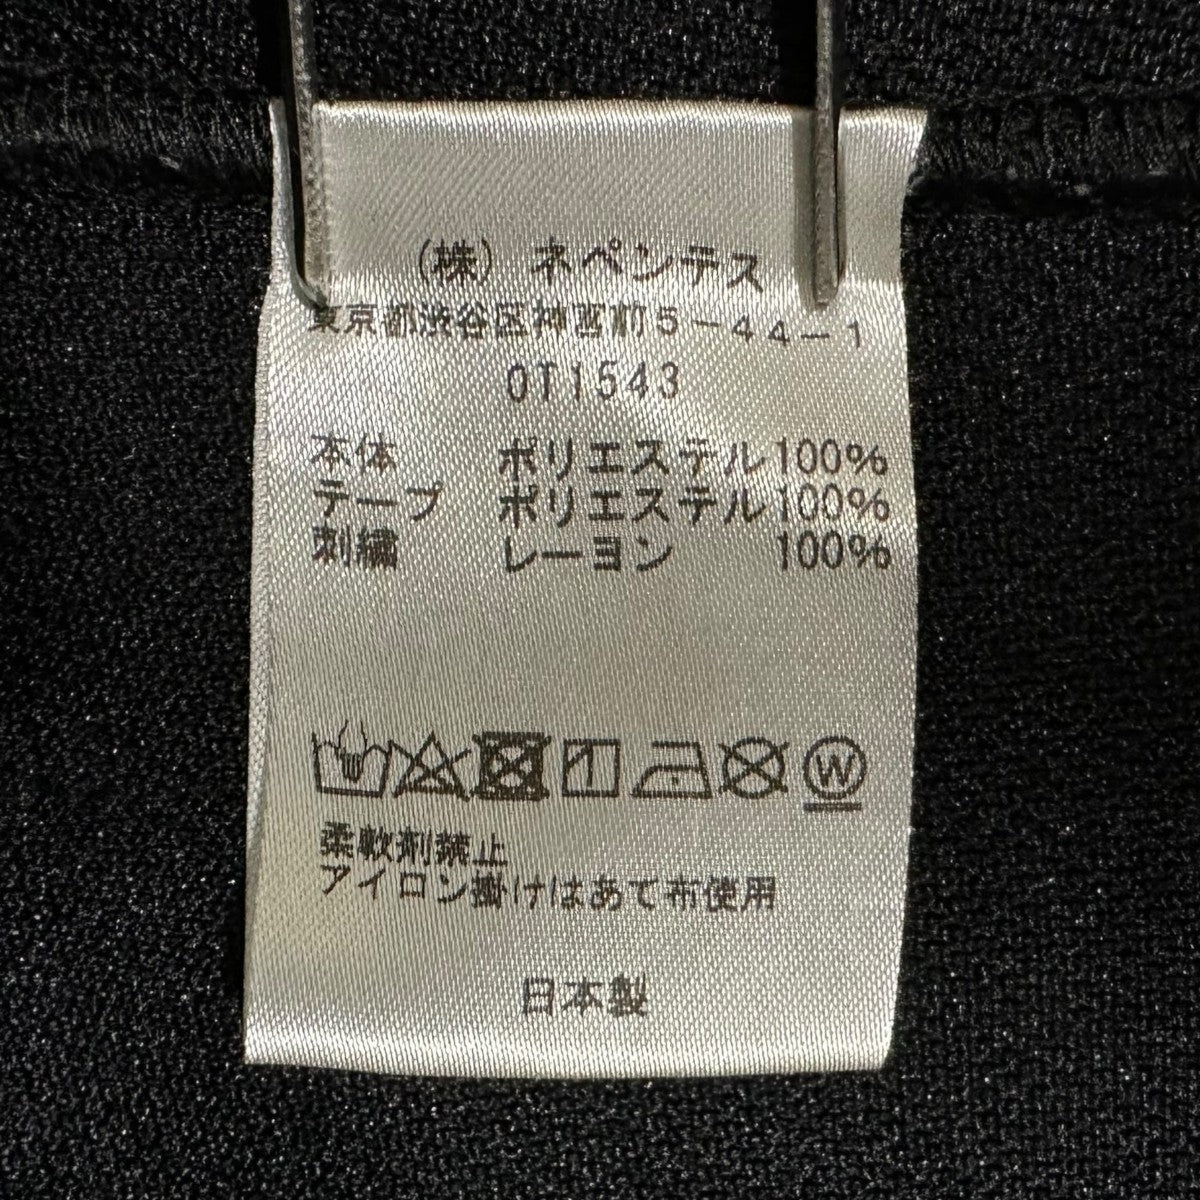 (株) ネペンテス
東京都渋谷区神宮前5-44-1
OT1543
本体 ポリエステル100%
テープ ポリエステル100%
刺繍 レーヨン 100%
W
柔軟剤禁止
アイロン掛けはあて布使用
日本製